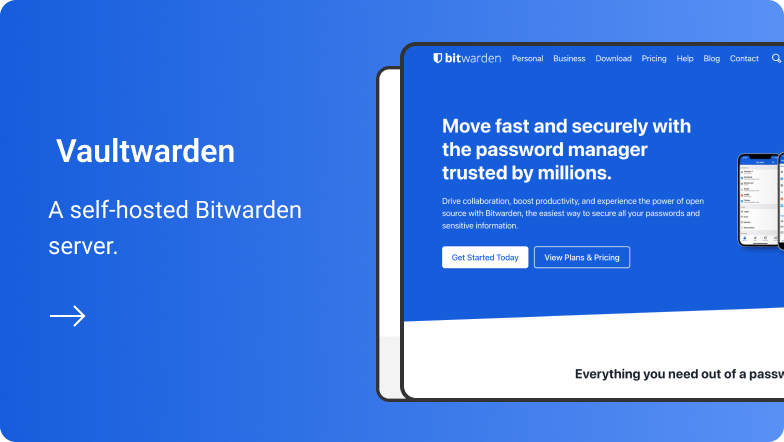 Vaultwarden
A self-hosted Bitwarden
server.
bitwarden Personal Business Download Pricing Help Blog Contact
Move fast and securely with
the password manager
trusted by millions.
Drive collaboration, boost productivity, and experience the power of open
source with Bitwarden, the easiest way to secure all your passwords and
sensitive information.
Get Started Today View Plans & Pricing
Everything you need out of a passw